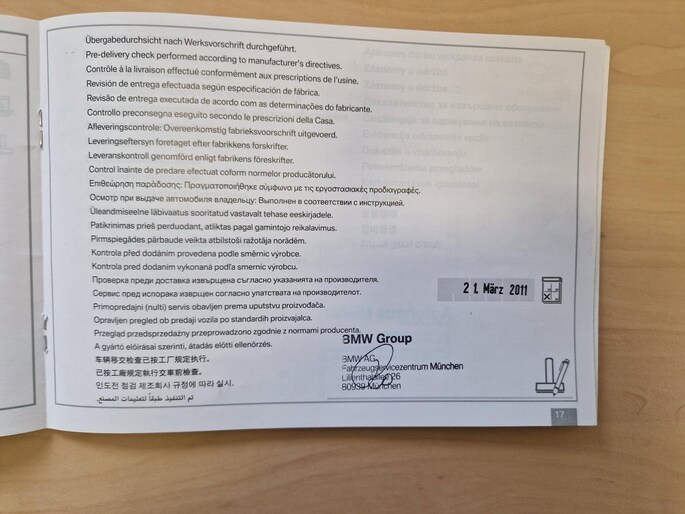 Übergabedurchsicht nach Werksvorschrift durchgeführt.
Pre-delivery check performed according to manufacturer's directives.
Contrôle à la livraison effectué conformément aux prescriptions de l'usine.
Revisión de entrega efectuada según especificación de fábrica.
Revisão de entrega executada de acordo com as determinações do fabricante.
Controllo preconsegna eseguito secondo le prescrizioni della Casa.
Afleveringscontrole: Overeenkomstig fabrieksvoorschrift uitgevoerd.
Leveringseftersyn foretaget efter fabrikkens forskrifter.
Leveranskontroll genomförd enligt fabrikens föreskrifter.
Control înainte de predare efectuat coform normelor producătorului.
Επιθεώρηση παράδοσης: Πραγματοποιήθηκε σύμφωνα με τις εργοστασιακές προδιαγραφές.
Осмотр при выдаче автомобиля владельцу: Выполнен в соответствии с инструкцией.
Üleandmiseelne läbivaatus sooritatud vastavalt tehase eeskirjadele.
Patikrinimas prieš perduodant, atliktas pagal gamintojo reikalavimus.
Pirmspiegādes pārbaude veikta atbilstoši ražotāja norādēm.
Kontrola před dodáním provedena podle směrnic výrobce.
Kontrola pred dodaním vykonaná podľa smerníc výrobcu.
Проверка преди доставка извършена съгласно указанията на производителя.
Сервис пред испорака извршен согласно упатствата на производителот.
Primopredajni (nulti) servis obavljen prema uputstvu proizvođača.
Opravljen pregled ob predaji vozila po standardih proizvajalca.
Przegląd przedsprzedażny przeprowadzono zgodnie z normami producenta.
A gyártó előírásai szerinti, átadás előtti ellenőrzés.
车辆移交检查已按工厂规定执行。
已按工廠規定執行交車前檢查。
인도전 점검 제조회사 규정에 따라 실시.
تم التنفيذ طبقاً لتعليمات المصنع.
21. März 2011
BMW Group
BMW AG
Fahrzeugservicezentrum München
Lilienthalallee 26
80939 München
17